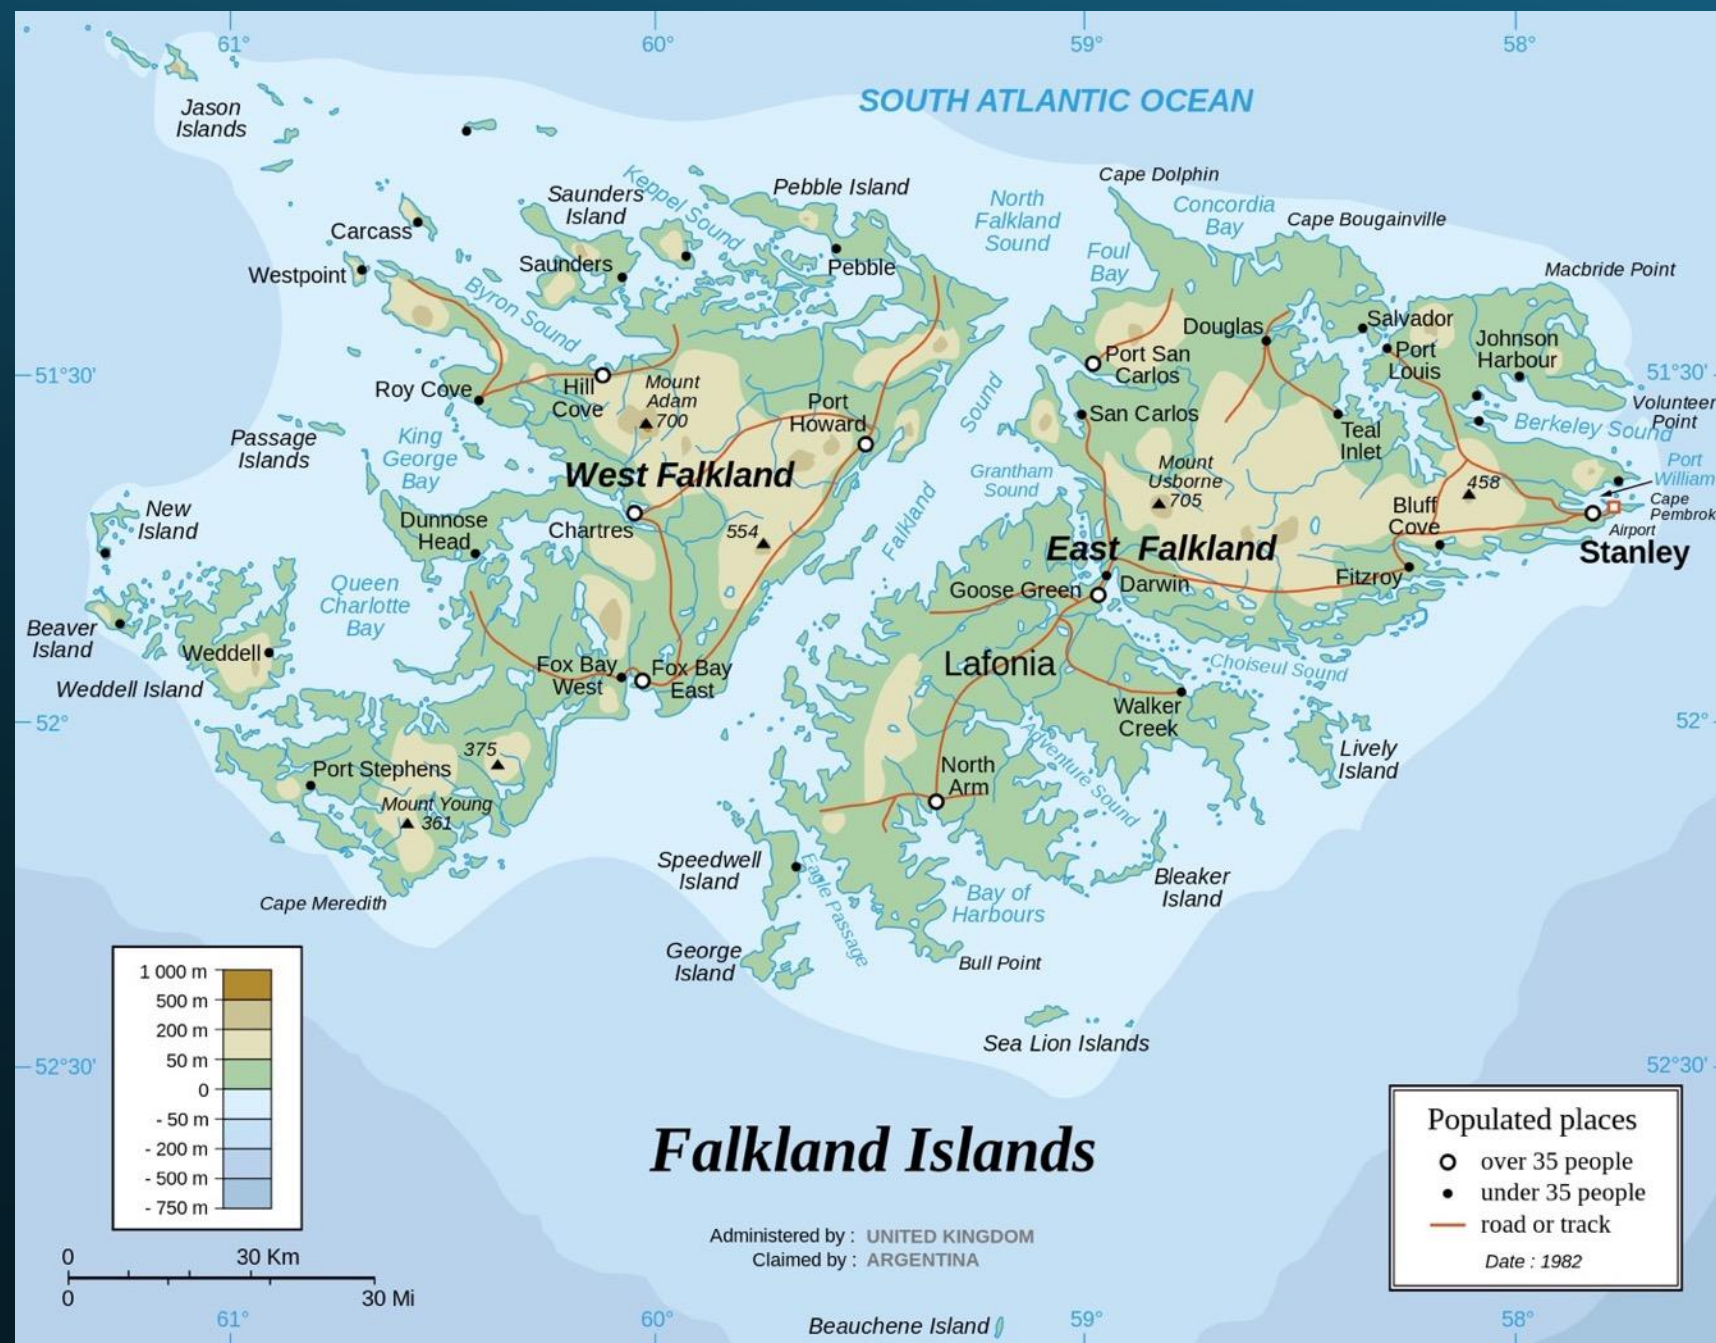 61°
60°
59°
58°
SOUTH ATLANTIC OCEAN
Jason
Islands
Cape Dolphin
Keppel Sound
Saunders
Island
Pebble Island
North
Falkland
Sound
Concordia
Bay
Cape Bougainville
Carcass
Foul
Bay
Westpoint
Saunders
Pebble
Macbride Point
Byron Sound
Douglas
Salvador
Johnson
Harbour
Port San
Carlos
Port
Louis
51°30'
51°30'
Roy Cove
Hill
Cove
Mount
Adam
700
Port
Howard
Sound
San Carlos
Volunteer
Point
Berkeley Sound
Teal
Inlet
Passage
Islands
King
George
Bay
West Falkland
Grantham
Sound
Mount
Usborne
705
458
Port
William
Cape
Pembrok
New
Island
Dunnose
Head
Chartres
554
Falkland
Bluff
Cove
Airport
East Falkland
Stanley
Queen
Charlotte
Bay
Goose Green
Darwin
Fitzroy
Beaver
Island
Weddell
Weddell Island
Fox Bay
West
Fox Bay
East
Lafonia
Choiseul Sound
Walker
Creek
52°
52°
Adventure Sound
Lively
Island
375
Port Stephens
Mount Young
361
North
Arm
Speedwell
Island
Eagle Passage
Bay of
Harbours
Bleaker
Island
Cape Meredith
George
Island
Bull Point
Sea Lion Islands
1 000 m
500 m
200 m
50 m
0
- 50 m
- 200 m
- 500 m
- 750 m
52°30'
52°30'
Falkland Islands
Populated places
over 35 people
under 35 people
road or track
Date : 1982
Administered by : UNITED KINGDOM
Claimed by : ARGENTINA
0 30 Km
0 30 Mi
61°
60°
Beauchene Island
59°
58°